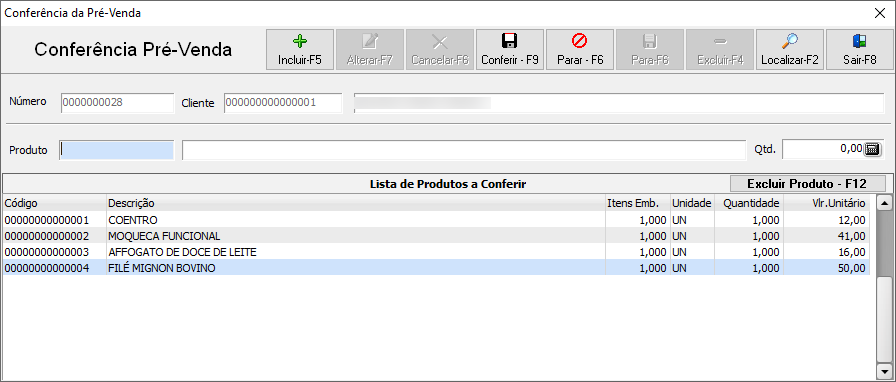 Conferência da Pré-Venda
Conferência Pré-Venda
Incluir-F5 Alterar-F7 Cancelar-F6 Conferir - F9 Parar - F6 Para-F6 Excluir-F4 Localizar-F2 Sair-F8
Número 0000000028 Cliente 00000000000001
Produto Qtd. 0,00
Lista de Produtos a Conferir Excluir Produto - F12
Código Descrição Itens Emb. Unidade Quantidade Vlr.Unitário
00000000000001 COENTRO 1,000 UN 1,000 12,00
00000000000002 MOQUECA FUNCIONAL 1,000 UN 1,000 41,00
00000000000003 AFFOGATO DE DOCE DE LEITE 1,000 UN 1,000 16,00
00000000000004 FILÉ MIGNON BOVINO 1,000 UN 1,000 50,00